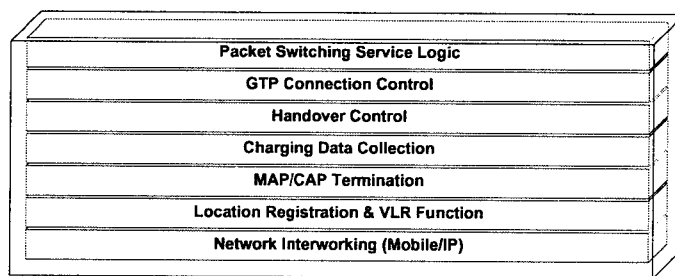 Packet Switching Service Logic
GTP Connection Control
Handover Control
Charging Data Collection
MAP/CAP Termination
Location Registration & VLR Function
Network Interworking (Mobile/IP)